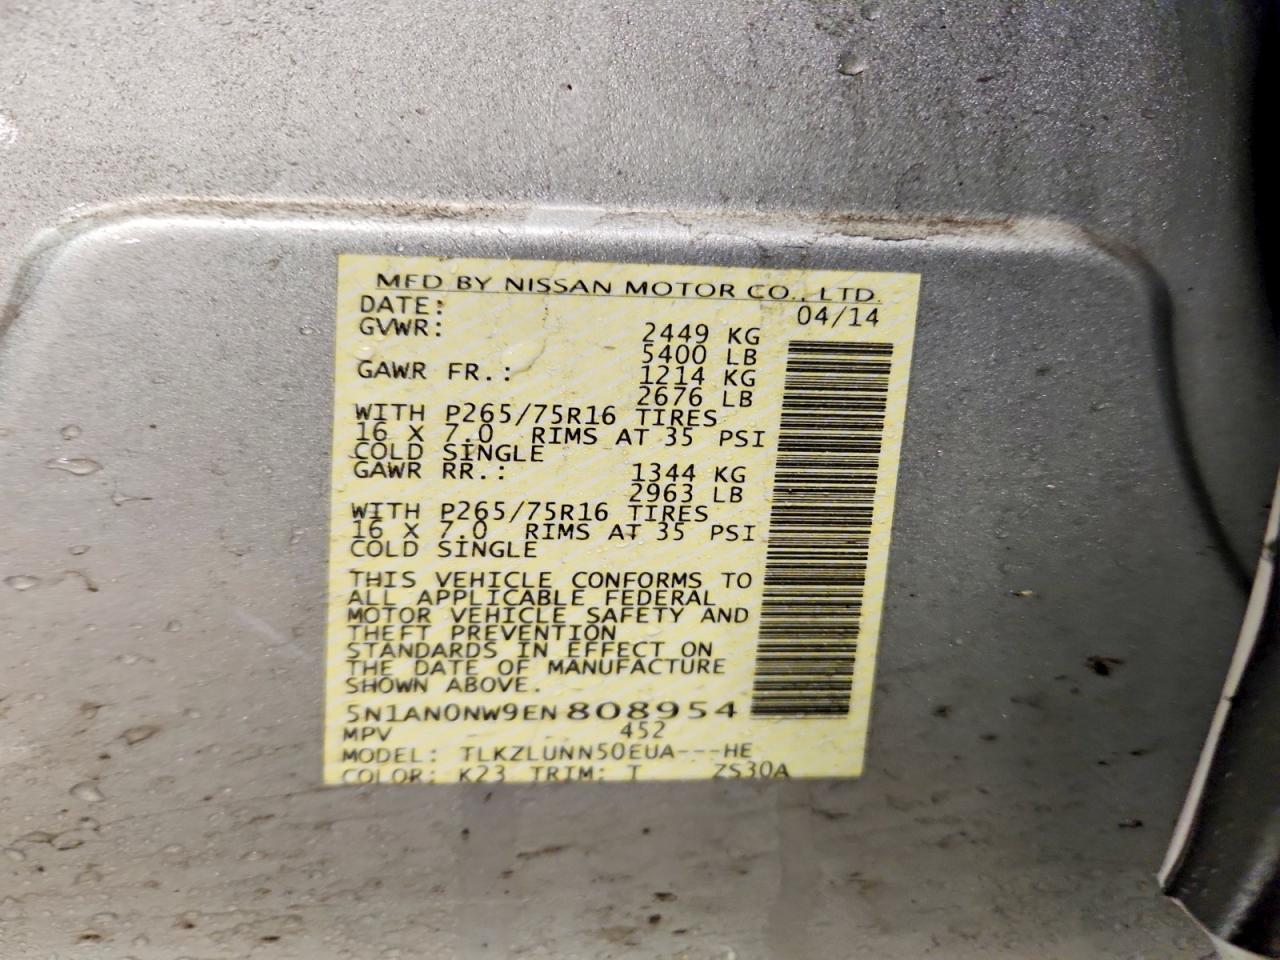 MFD BY NISSAN MOTOR CO., LTD.
DATE: 04/14
GVWR: 2449 KG
5400 LB
GAWR FR.: 1214 KG
2676 LB
WITH P265/75R16 TIRES
16 X 7.0 RIMS AT 35 PSI
COLD SINGLE
GAWR RR.: 1344 KG
2963 LB
WITH P265/75R16 TIRES
16 X 7.0 RIMS AT 35 PSI
COLD SINGLE
THIS VEHICLE CONFORMS TO
ALL APPLICABLE FEDERAL
MOTOR VEHICLE SAFETY AND
THEFT PREVENTION
STANDARDS IN EFFECT ON
THE DATE OF MANUFACTURE
SHOWN ABOVE.
5N1AN0NW9EN808954
MPV 452
MODEL: TLKZLUNN50EUA---HE
COLOR: K23 TRIM: T ZS30A